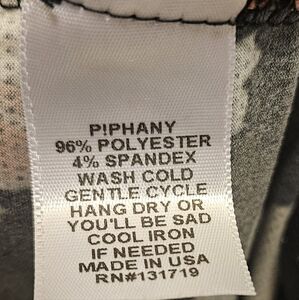 P!PHANY
96% POLYESTER
4% SPANDEX
WASH COLD
GENTLE CYCLE
HANG DRY OR
YOU'LL BE SAD
COOL IRON
IF NEEDED
MADE IN USA
RN#131719